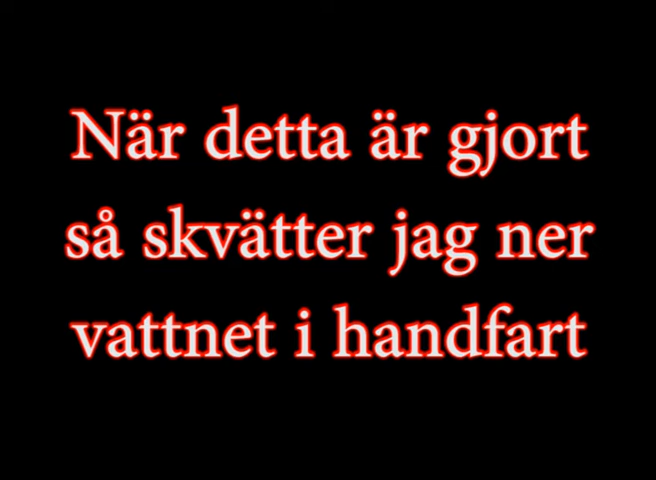 När detta är gjort
så skvätter jag ner
vattnet i handfart